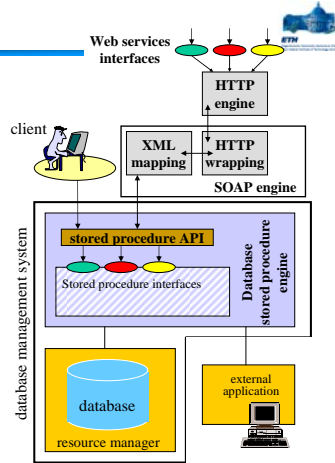 Web services
interfaces
ETH
HTTP
engine
client
XML
mapping
HTTP
wrapping
SOAP engine
stored procedure API
Stored procedure interfaces
Database
stored procedure
engine
database management system
database
resource manager
external
application